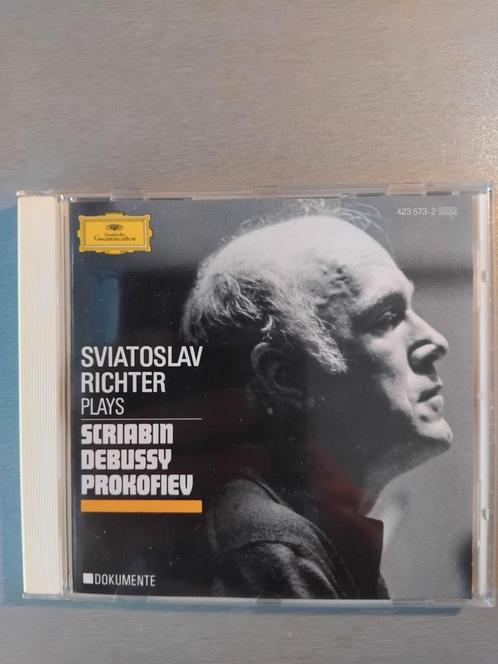 Deutsche
Grammophon
423 573-2
SVIATOSLAV
RICHTER
PLAYS
SCRIABIN
DEBUSSY
PROKOFIEV
DOKUMENTE